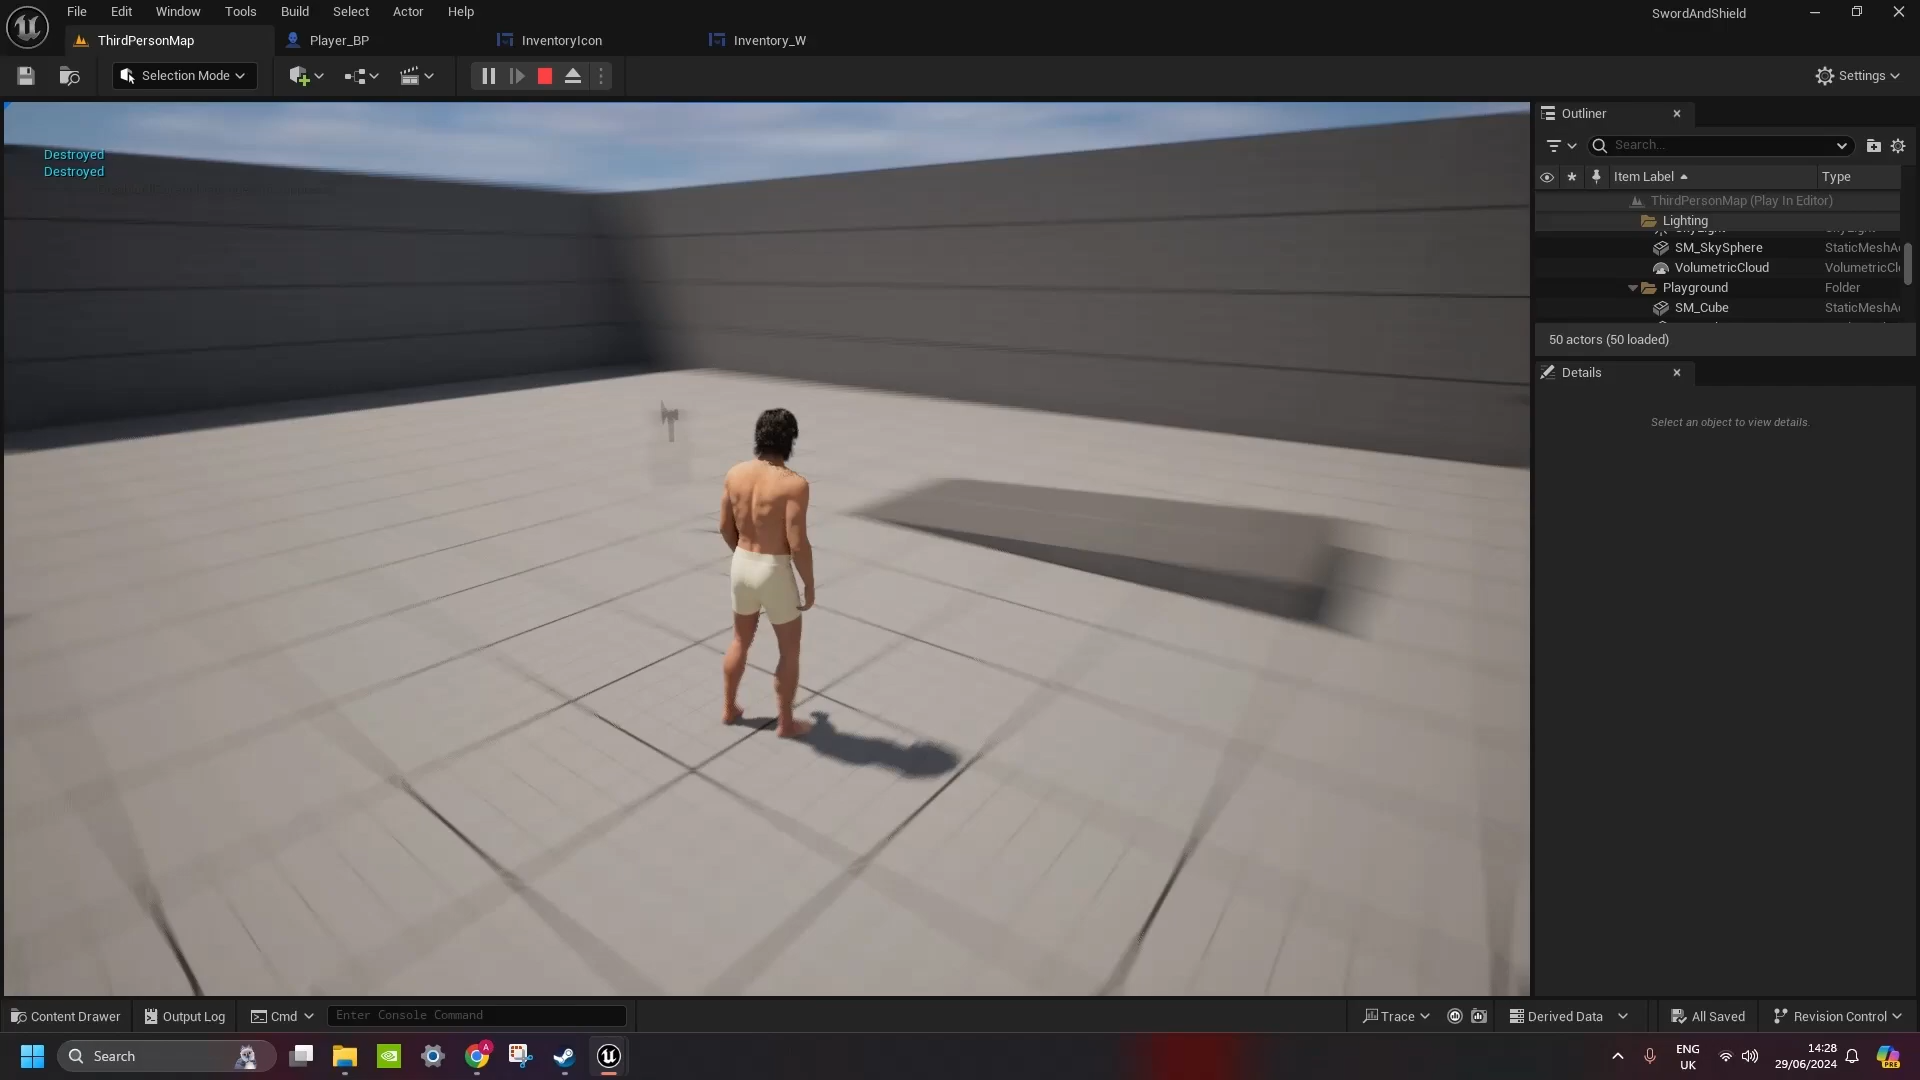 File Edit Window Tools Build Select Actor Help
SwordAndShield
ThirdPersonMap
Player_BP
InventoryIcon
Inventory_W
Selection Mode
Settings
Destroyed
Destroyed
Outliner
Search...
Item Label
Type
ThirdPersonMap (Play In Editor)
Lighting
SM_SkySphere StaticMeshA
VolumetricCloud VolumetricCl
Playground Folder
SM_Cube StaticMeshA
50 actors (50 loaded)
Details
Select an object to view details.
Content Drawer
Output Log
Cmd
Enter Console Command
Trace
Derived Data
All Saved
Revision Control
Search
ENG
UK
14:28
29/06/2024
PRE